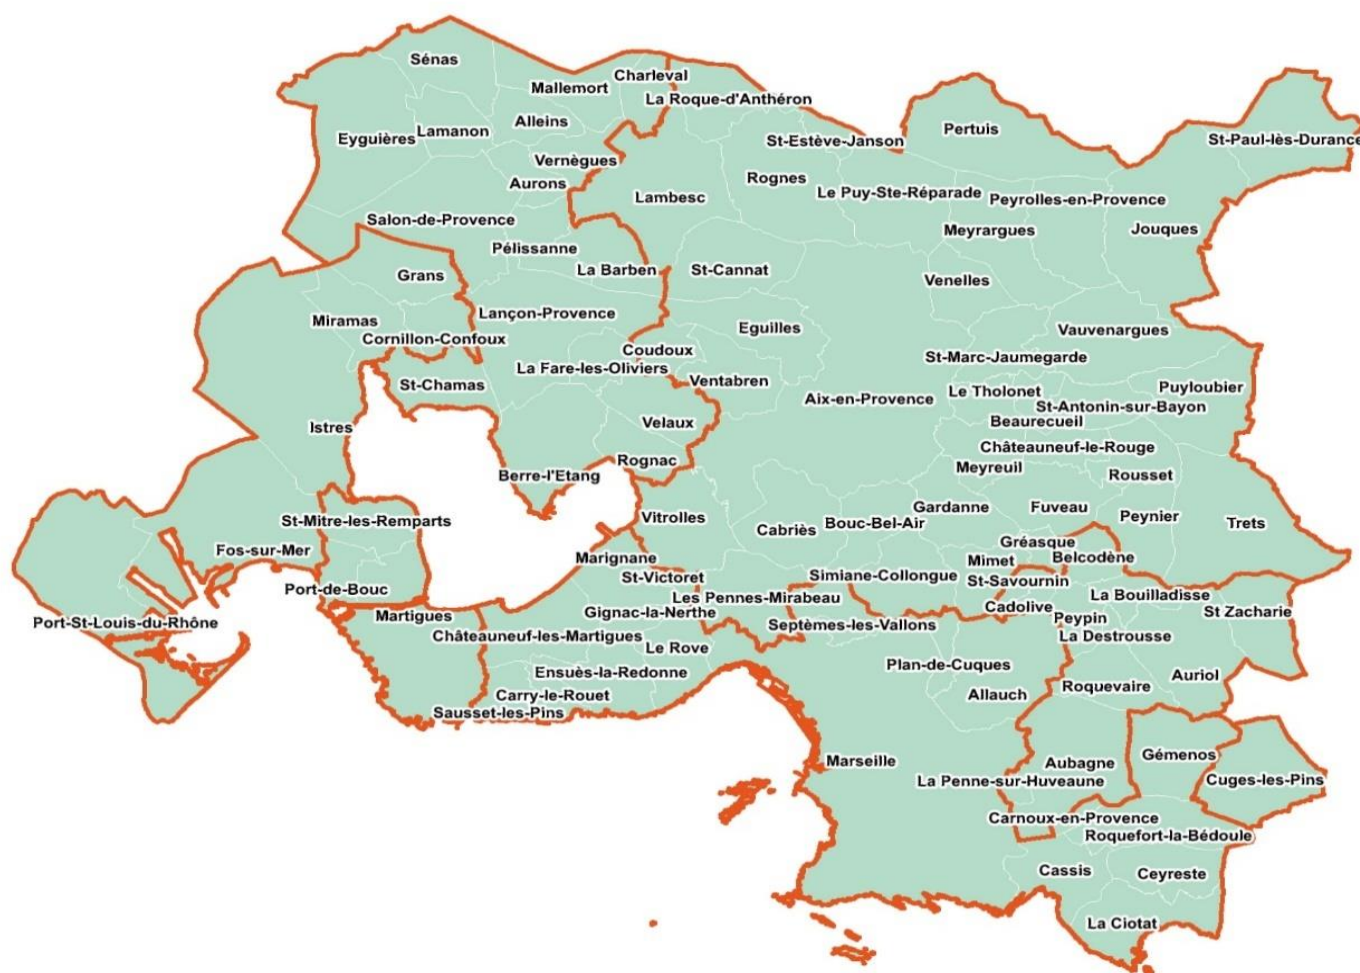 Sénas
Charleval
Mallemort
La Roque-d'Anthéron
Alleins
Lamanon
Pertuis
Eyguières
St-Estève-Janson
St-Paul-lès-Durance
Vernègues
Rognes
Aurons
Le Puy-Ste-Réparade
Lambesc
Peyrolles-en-Provence
Salon-de-Provence
Meyrargues
Jouques
Pélissanne
La Barben
St-Cannat
Grans
Venelles
Lançon-Provence
Miramas
Eguilles
Vauvenargues
Cornillon-Confoux
Coudoux
St-Marc-Jaumegarde
La Fare-les-Oliviers
St-Chamas
Ventabren
Puyloubier
Le Tholonet
Aix-en-Provence
St-Antonin-sur-Bayon
Beaurecueil
Velaux
Istres
Châteauneuf-le-Rouge
Rognac
Meyreuil
Berre-l'Etang
Rousset
Gardanne
Fuveau
Peynier
Vitrolles
St-Mitre-les-Remparts
Bouc-Bel-Air
Trets
Cabriès
Gréasque
Fos-sur-Mer
Marignane
Belcodène
Mimet
St-Victoret
Simiane-Collongue
St-Savournin
Port-de-Bouc
Les Pennes-Mirabeau
La Bouilladisse
Cadolive
Gignac-la-Nerthe
St Zacharie
Martigues
Peypin
Port-St-Louis-du-Rhône
Septèmes-les-Vallons
Châteauneuf-les-Martigues
La Destrousse
Le Rove
Plan-de-Cuques
Ensuès-la-Redonne
Auriol
Roquevaire
Carry-le-Rouet
Allauch
Sausset-les-Pins
Gémenos
Marseille
Aubagne
La Penne-sur-Huveaune
Cuges-les-Pins
Carnoux-en-Provence
Roquefort-la-Bédoule
Cassis
Ceyreste
La Ciotat